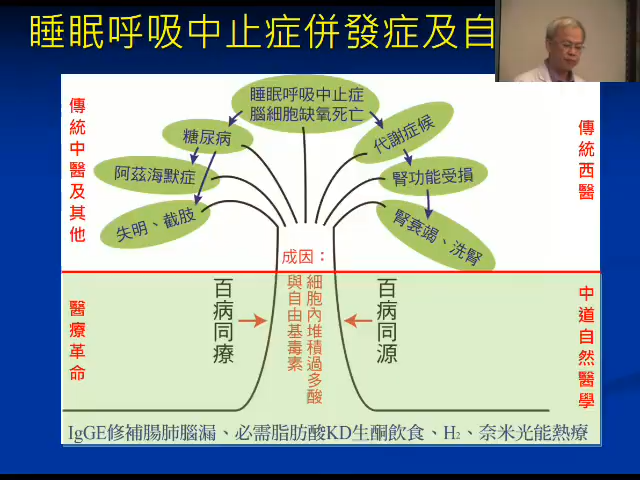 睡眠呼吸中止症併發症及自
睡眠呼吸中止症
腦細胞缺氧死亡
糖尿病
代謝症候
阿茲海默症
腎功能受損
失明、截肢
腎衰竭、洗腎
傳統中醫及其他
傳統西醫
成因：
細胞內堆積過多酸
與自由基毒素
百病同療
百病同源
醫療革命
中道自然醫學
IgGE修補腸肺腦漏、必需脂肪酸KD生酮飲食、H₂、奈米光能熱療